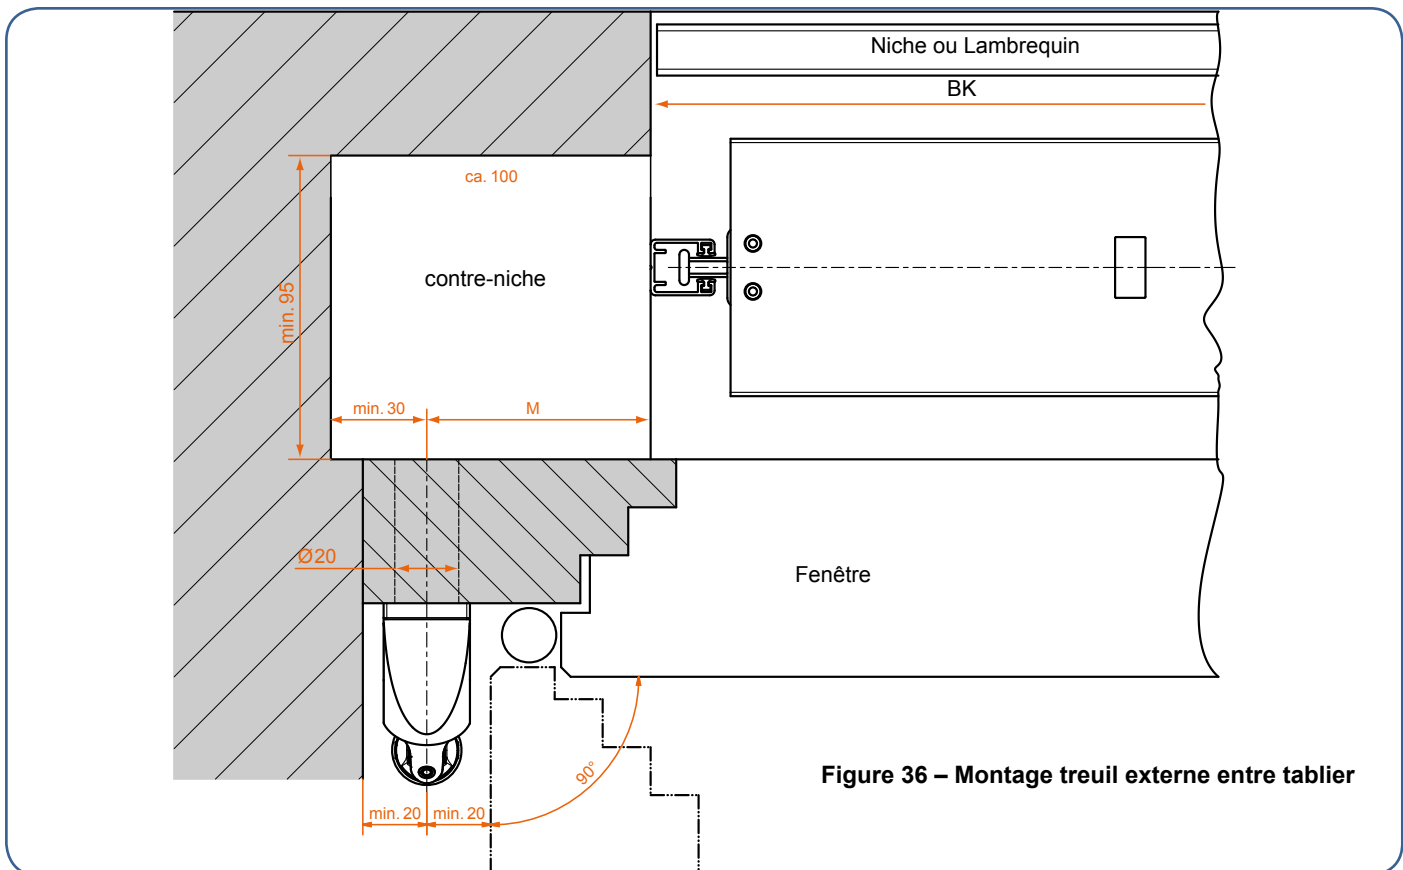 Niche ou Lambrequin
BK
ca. 100
contre-niche
min. 95
min. 30
M
Ø20
Fenêtre
90°
Figure 36 – Montage treuil externe entre tablier
min. 20
min. 20